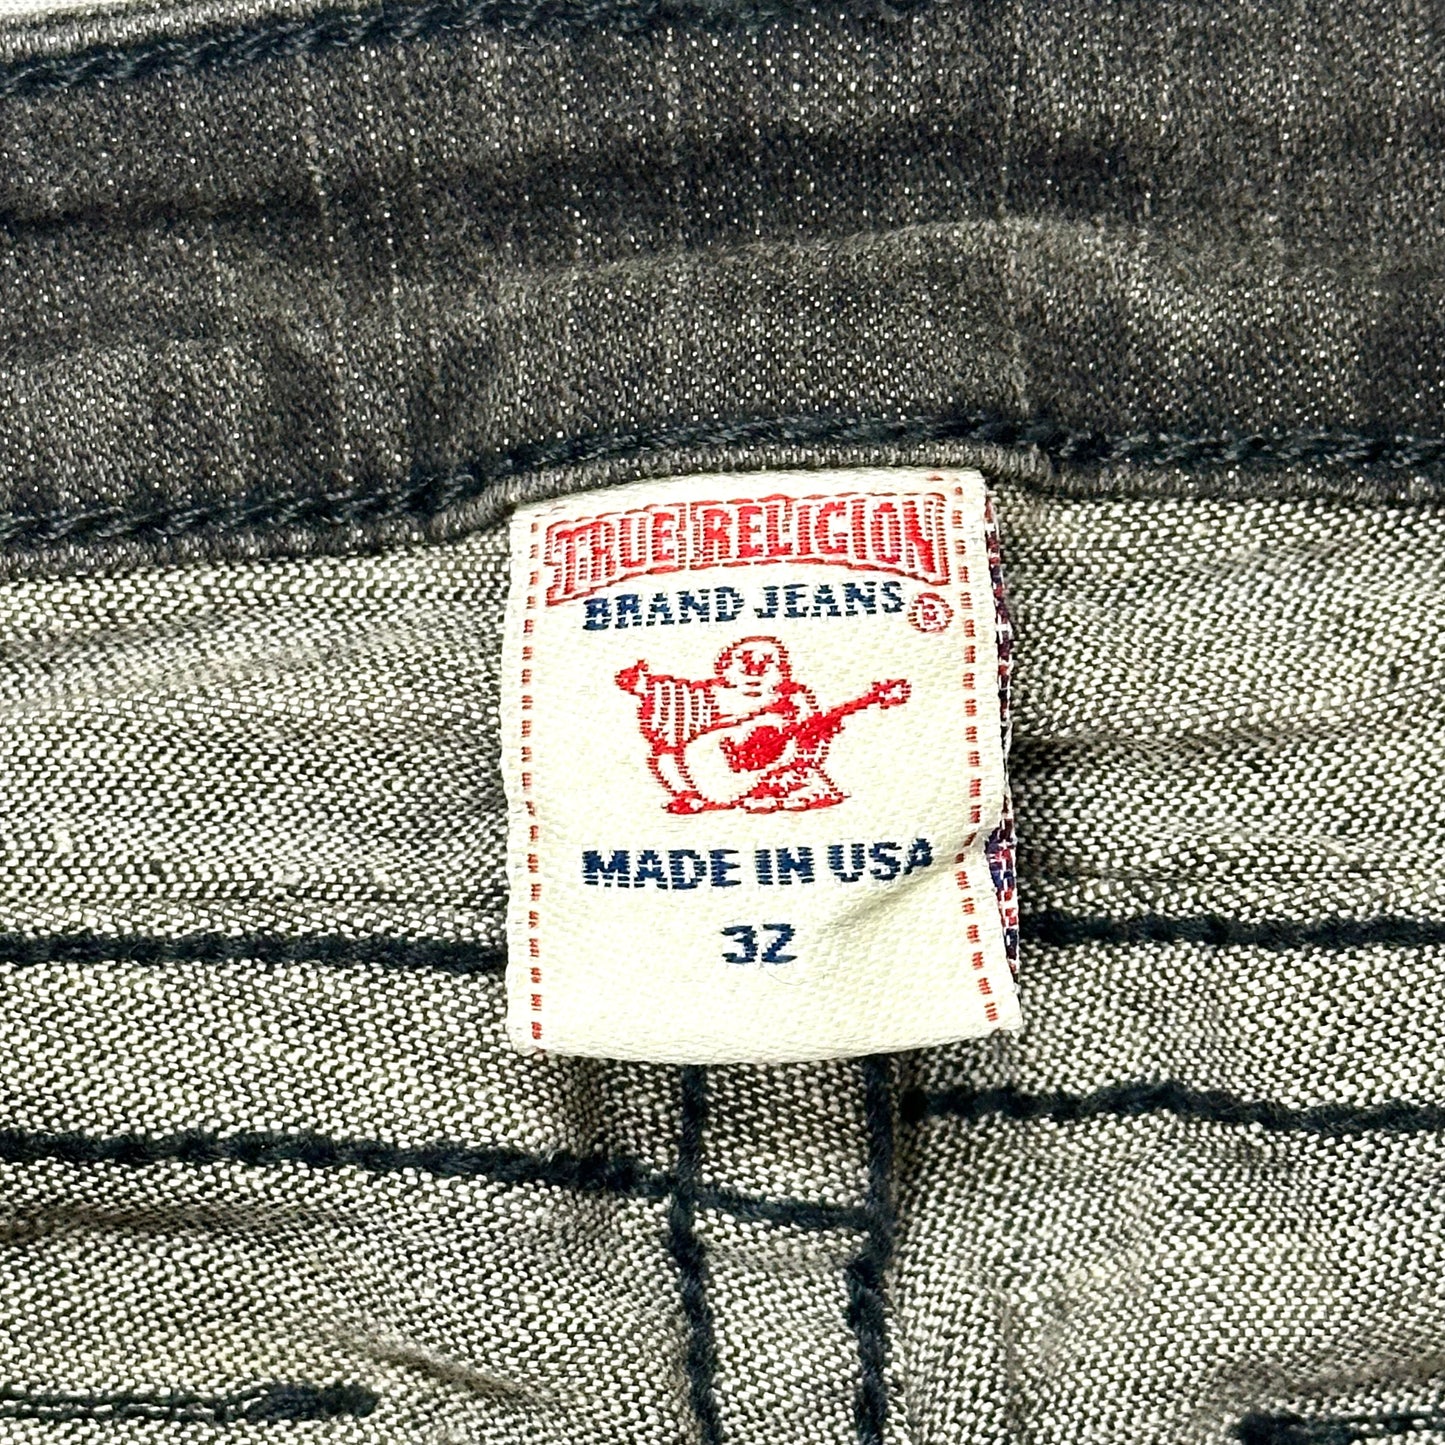 TRUE RELIGION
BRAND JEANS ®
MADE IN USA
32